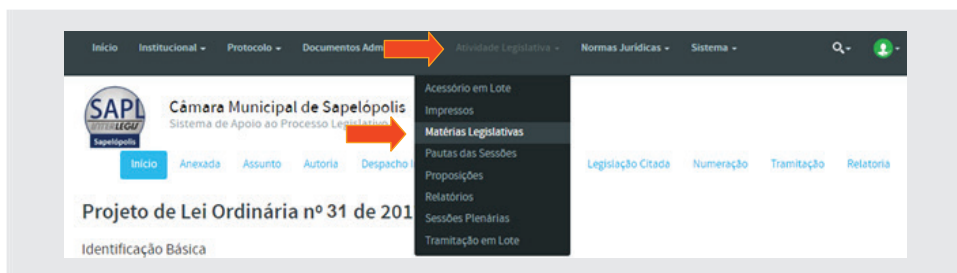 Início Institucional Protocolo Documentos Adm Atividade Legislativa Normas Jurídicas Sistema
SAPL
INTERLEGIS
Sapelópolis
Câmara Municipal de Sapelópolis
Sistema de Apoio ao Processo Legislativo
Acessório em Lote
Impressos
Matérias Legislativas
Pautas das Sessões
Proposições
Relatórios
Sessões Plenárias
Tramitação em Lote
Início Anexada Assunto Autoria Despacho Legislação Citada Numeração Tramitação Relatoria
Projeto de Lei Ordinária nº 31 de 201
Identificação Básica